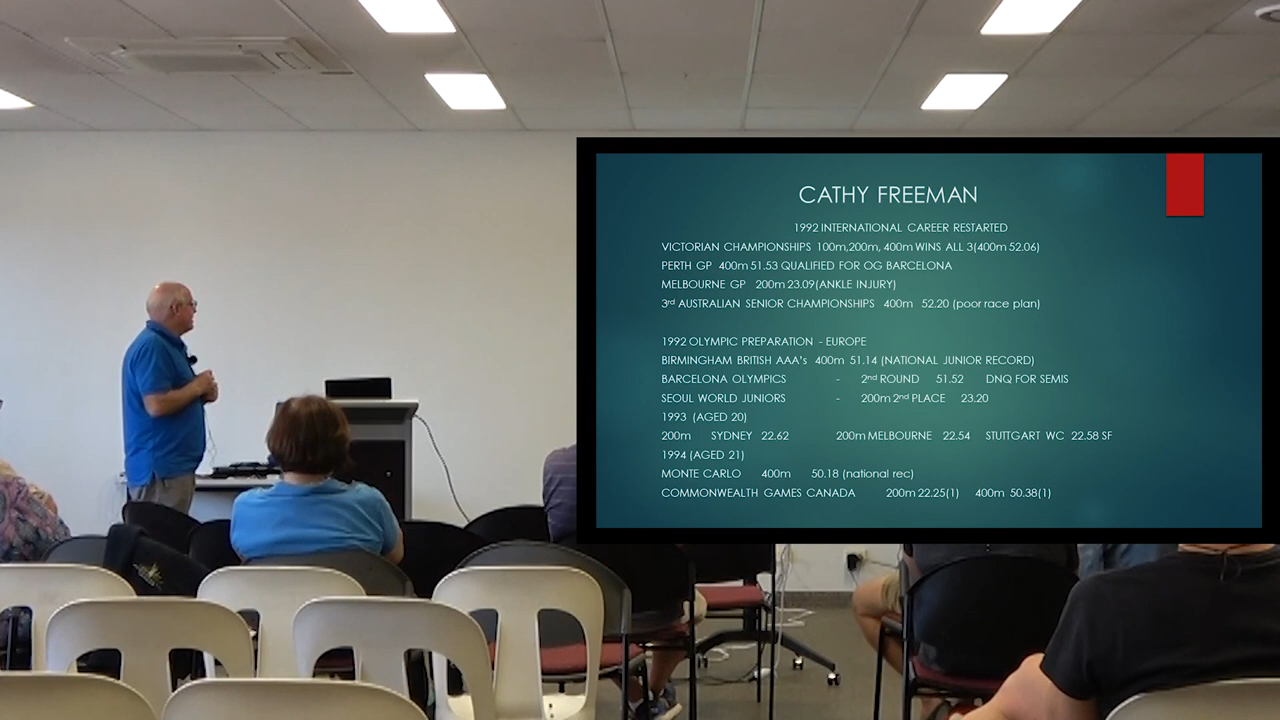 CATHY FREEMAN
1992 INTERNATIONAL CAREER RESTARTED
VICTORIAN CHAMPIONSHIPS 100m,200m, 400m WINS ALL 3(400m 52.06)
PERTH GP 400m 51.53 QUALIFIED FOR OG BARCELONA
MELBOURNE GP 200m 23.09(ANKLE INJURY)
3rd AUSTRALIAN SENIOR CHAMPIONSHIPS 400m 52.20 (poor race plan)
1992 OLYMPIC PREPARATION - EUROPE
BIRMINGHAM BRITISH AAA's 400m 51.14 (NATIONAL JUNIOR RECORD)
BARCELONA OLYMPICS - 2nd ROUND 51.52 DNQ FOR SEMIS
SEOUL WORLD JUNIORS - 200m 2nd PLACE 23.20
1993 (AGED 20)
200m SYDNEY 22.62 200m MELBOURNE 22.54 STUTTGART WC 22.58 SF
1994 (AGED 21)
MONTE CARLO 400m 50.18 (national rec)
COMMONWEALTH GAMES CANADA 200m 22.25(1) 400m 50.38(1)